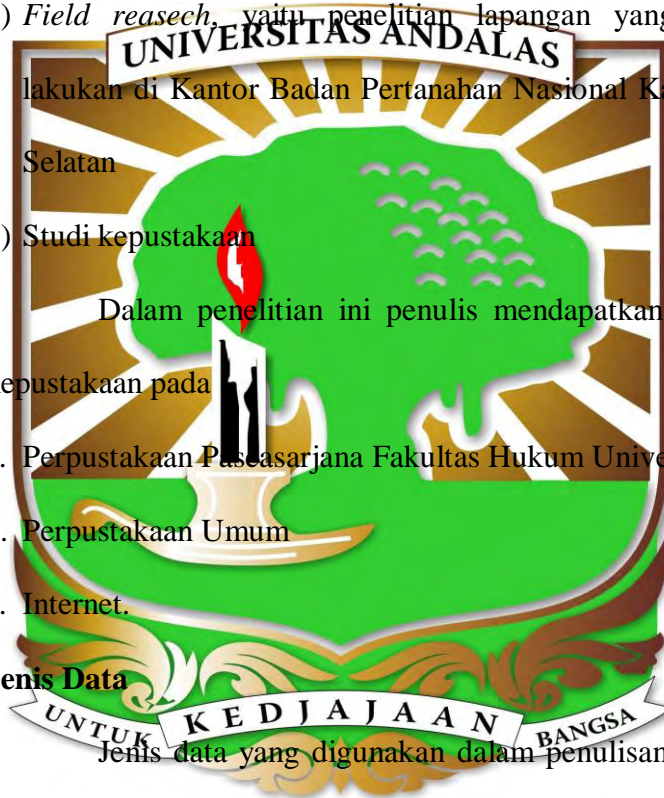 ) Field reasech, yaitu penelitian lapangan yang
UNIVERSITAS ANDALAS
lakukan di Kantor Badan Pertanahan Nasional Ka
Selatan
) Studi kepustakaan
Dalam penelitian ini penulis mendapatkan
epustakaan pada
. Perpustakaan Pascasarjana Fakultas Hukum Unive
. Perpustakaan Umum
. Internet.
enis Data
UNTUK KEDJAJAAN BANGSA
Jenis data yang digunakan dalam penulisan